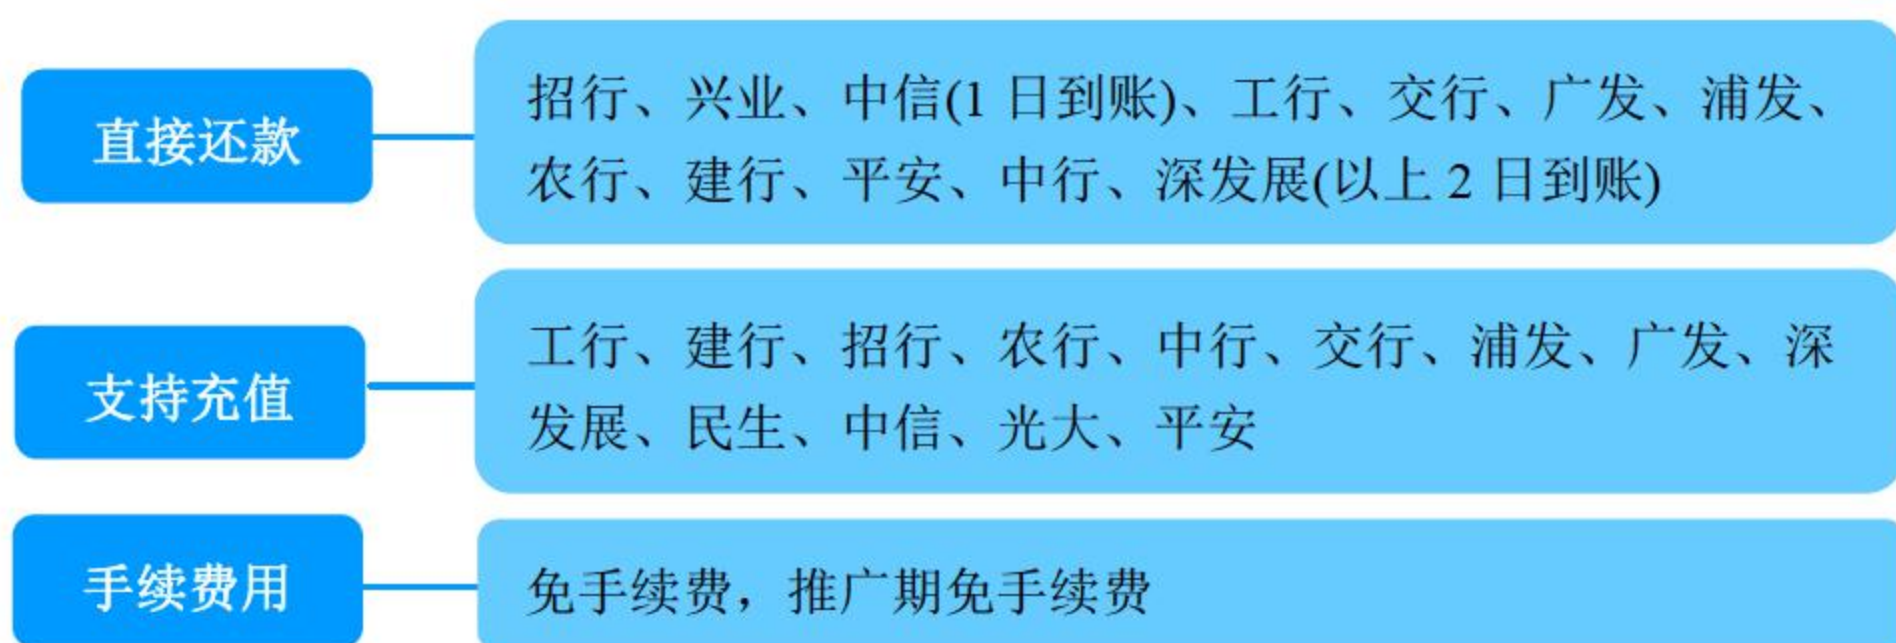 直接还款
招行、兴业、中信(1 日到账)、工行、交行、广发、浦发、
农行、建行、平安、中行、深发展(以上 2 日到账)
支持充值
工行、建行、招行、农行、中行、交行、浦发、广发、深
发展、民生、中信、光大、平安
手续费用
免手续费，推广期免手续费